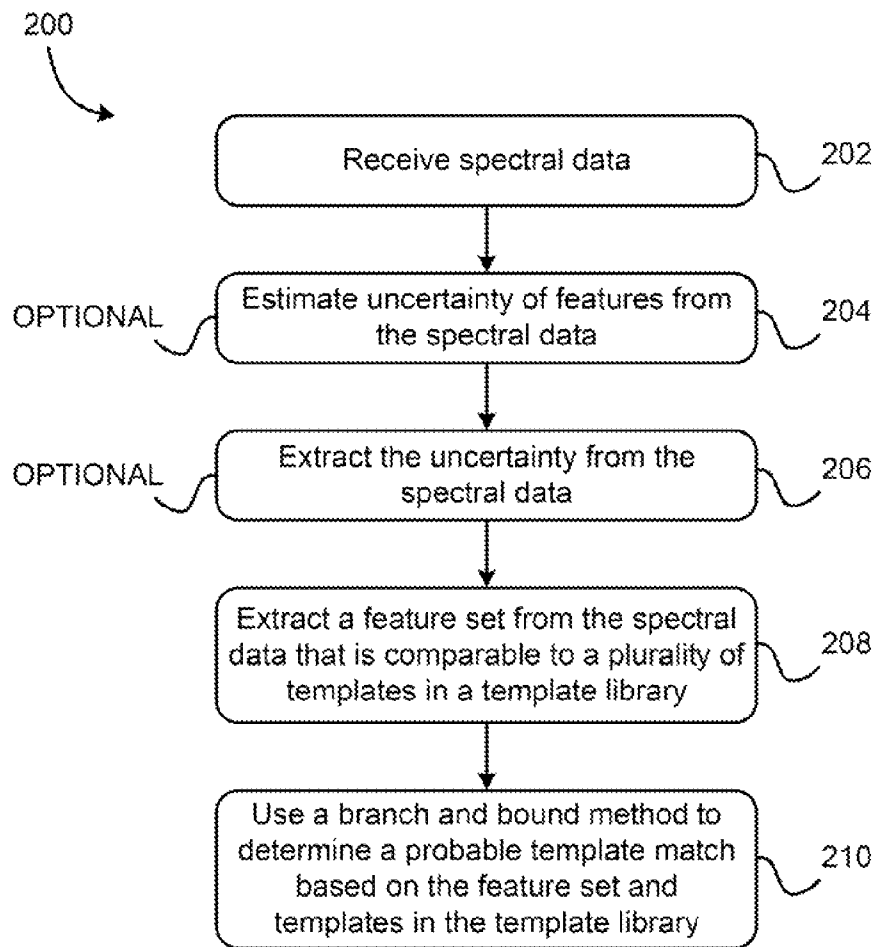 200
Receive spectral data
202
OPTIONAL
Estimate uncertainty of features from
the spectral data
204
OPTIONAL
Extract the uncertainty from the
spectral data
206
Extract a feature set from the spectral
data that is comparable to a plurality of
templates in a template library
208
Use a branch and bound method to
determine a probable template match
based on the feature set and
templates in the template library
210